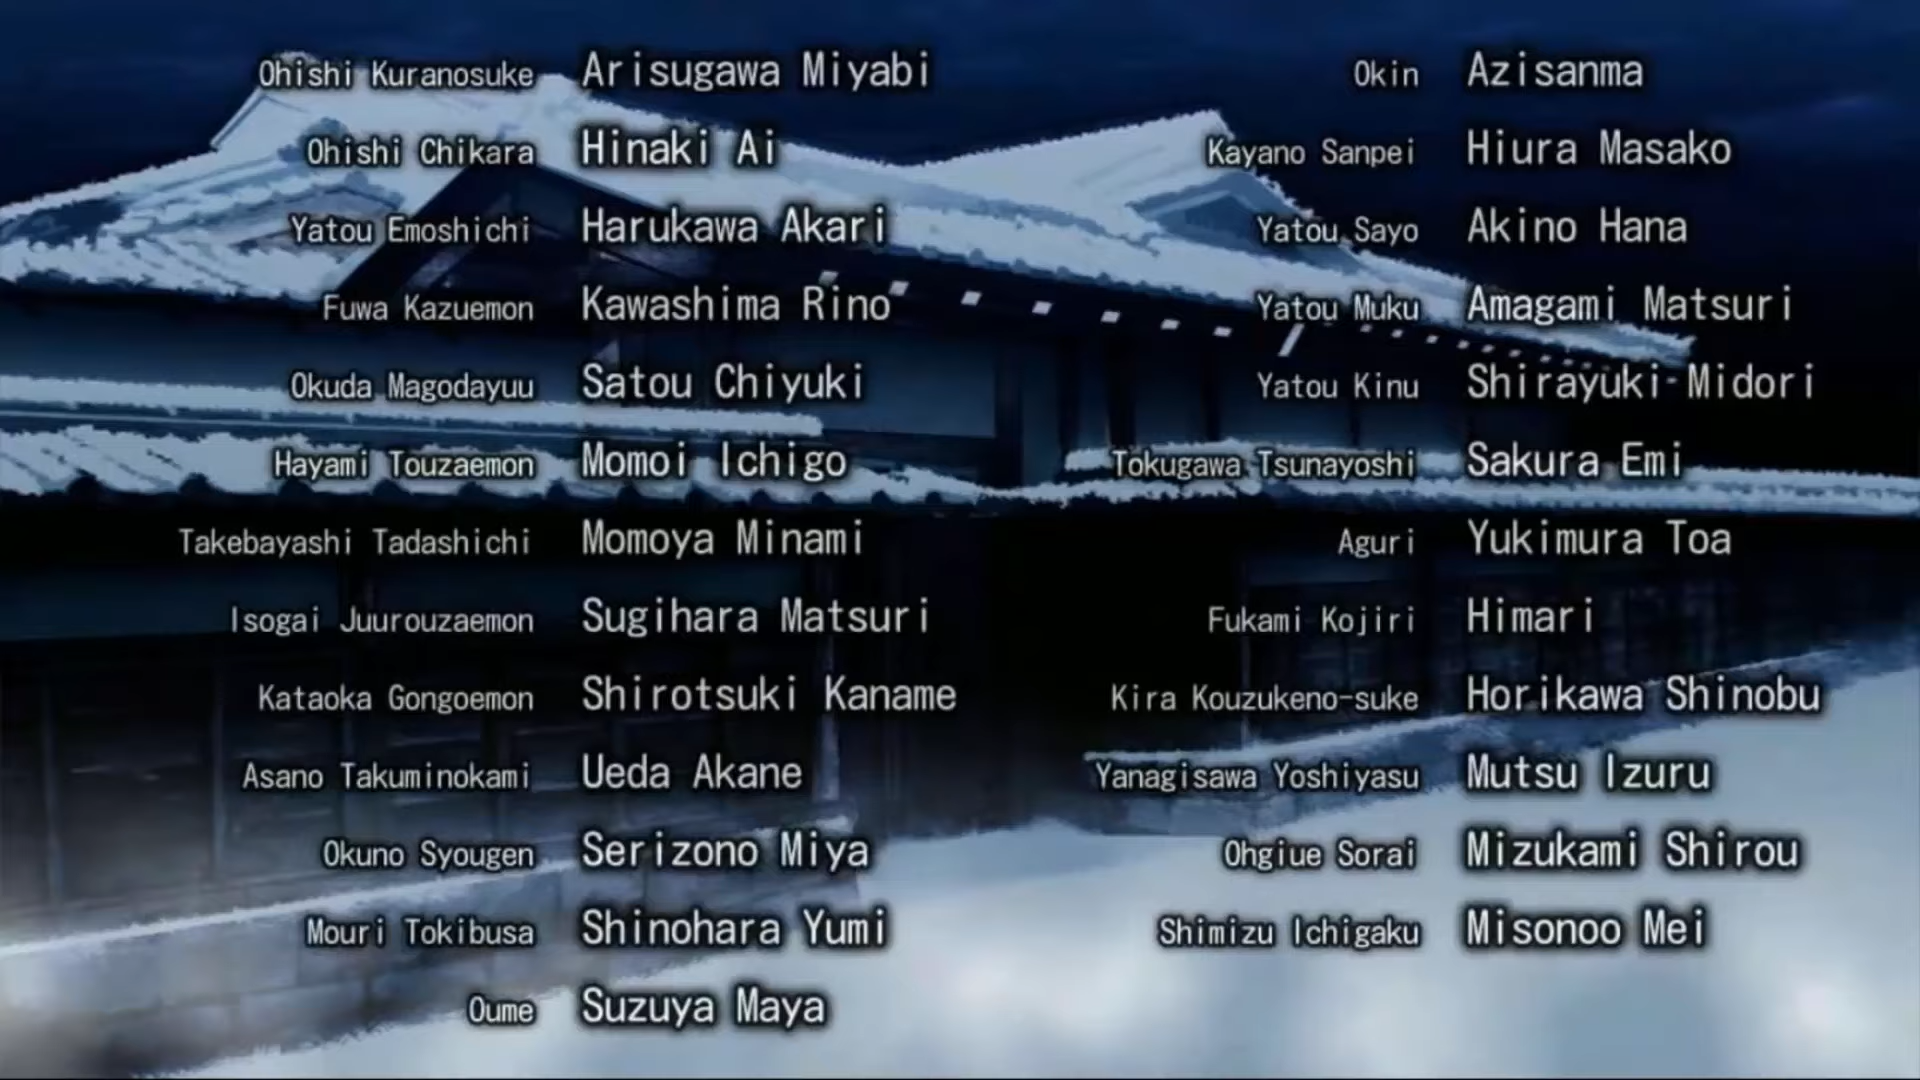 Ohishi Kuranosuke Arisugawa Miyabi
Ohishi Chikara Hinaki Ai
Yatou Emoshichi Harukawa Akari
Fuwa Kazuemon Kawashima Rino
Okuda Magodayuu Satou Chiyuki
Hayami Touzaemon Momoi Ichigo
Takebayashi Tadashichi Momoya Minami
Isogai Juurouzaemon Sugihara Matsuri
Kataoka Gongoemon Shirotsuki Kaname
Asano Takuminokami Ueda Akane
Okuno Syougen Serizono Miya
Mouri Tokibusa Shinohara Yumi
Oume Suzuya Maya
Okin Azisanma
Kayano Sanpei Hiura Masako
Yatou Sayo Akino Hana
Yatou Muku Amagami Matsuri
Yatou Kinu Shirayuki Midori
Tokugawa Tsunayoshi Sakura Emi
Aguri Yukimura Toa
Fukami Kojiri Himari
Kira Kouzukeno-suke Horikawa Shinobu
Yanagisawa Yoshiyasu Mutsu Izuru
Ohgiue Sorai Mizukami Shirou
Shimizu Ichigaku Misonoo Mei